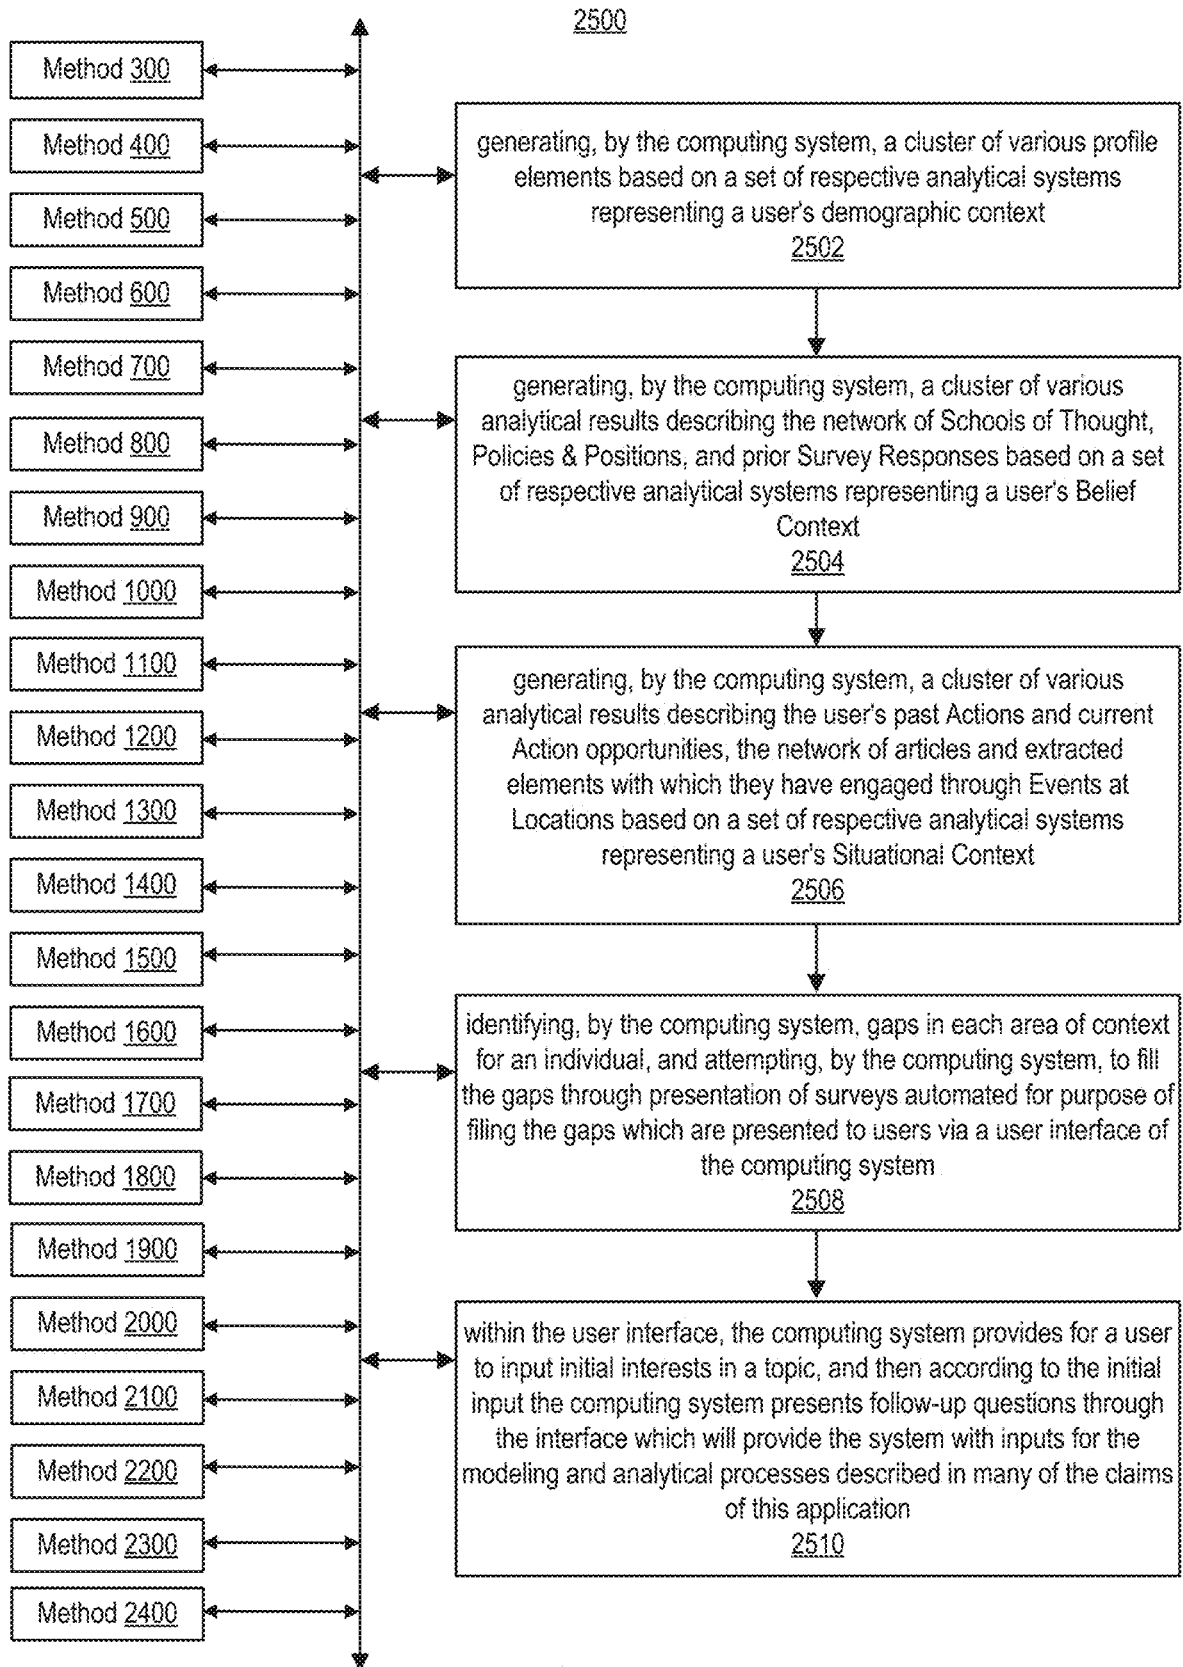 2500
Method 300
Method 400
Method 500
Method 600
Method 700
Method 800
Method 900
Method 1000
Method 1100
Method 1200
Method 1300
Method 1400
Method 1500
Method 1600
Method 1700
Method 1800
Method 1900
Method 2000
Method 2100
Method 2200
Method 2300
Method 2400
generating, by the computing system, a cluster of various profile
elements based on a set of respective analytical systems
representing a user's demographic context
2502
generating, by the computing system, a cluster of various
analytical results describing the network of Schools of Thought,
Policies & Positions, and prior Survey Responses based on a set
of respective analytical systems representing a user's Belief
Context
2504
generating, by the computing system, a cluster of various
analytical results describing the user's past Actions and current
Action opportunities, the network of articles and extracted
elements with which they have engaged through Events at
Locations based on a set of respective analytical systems
representing a user's Situational Context
2506
identifying, by the computing system, gaps in each area of context
for an individual, and attempting, by the computing system, to fill
the gaps through presentation of surveys automated for purpose of
filing the gaps which are presented to users via a user interface of
the computing system
2508
within the user interface, the computing system provides for a user
to input initial interests in a topic, and then according to the initial
input the computing system presents follow-up questions through
the interface which will provide the system with inputs for the
modeling and analytical processes described in many of the claims
of this application
2510